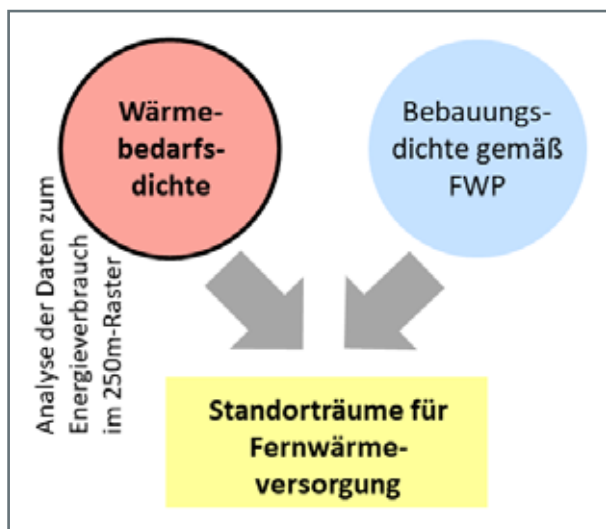 Wärme-
bedarfs-
dichte
Bebauungs-
dichte gemäß
FWP
Analyse der Daten zum
Energieverbrauch
im 250m-Raster
Standorträume für
Fernwärme-
versorgung